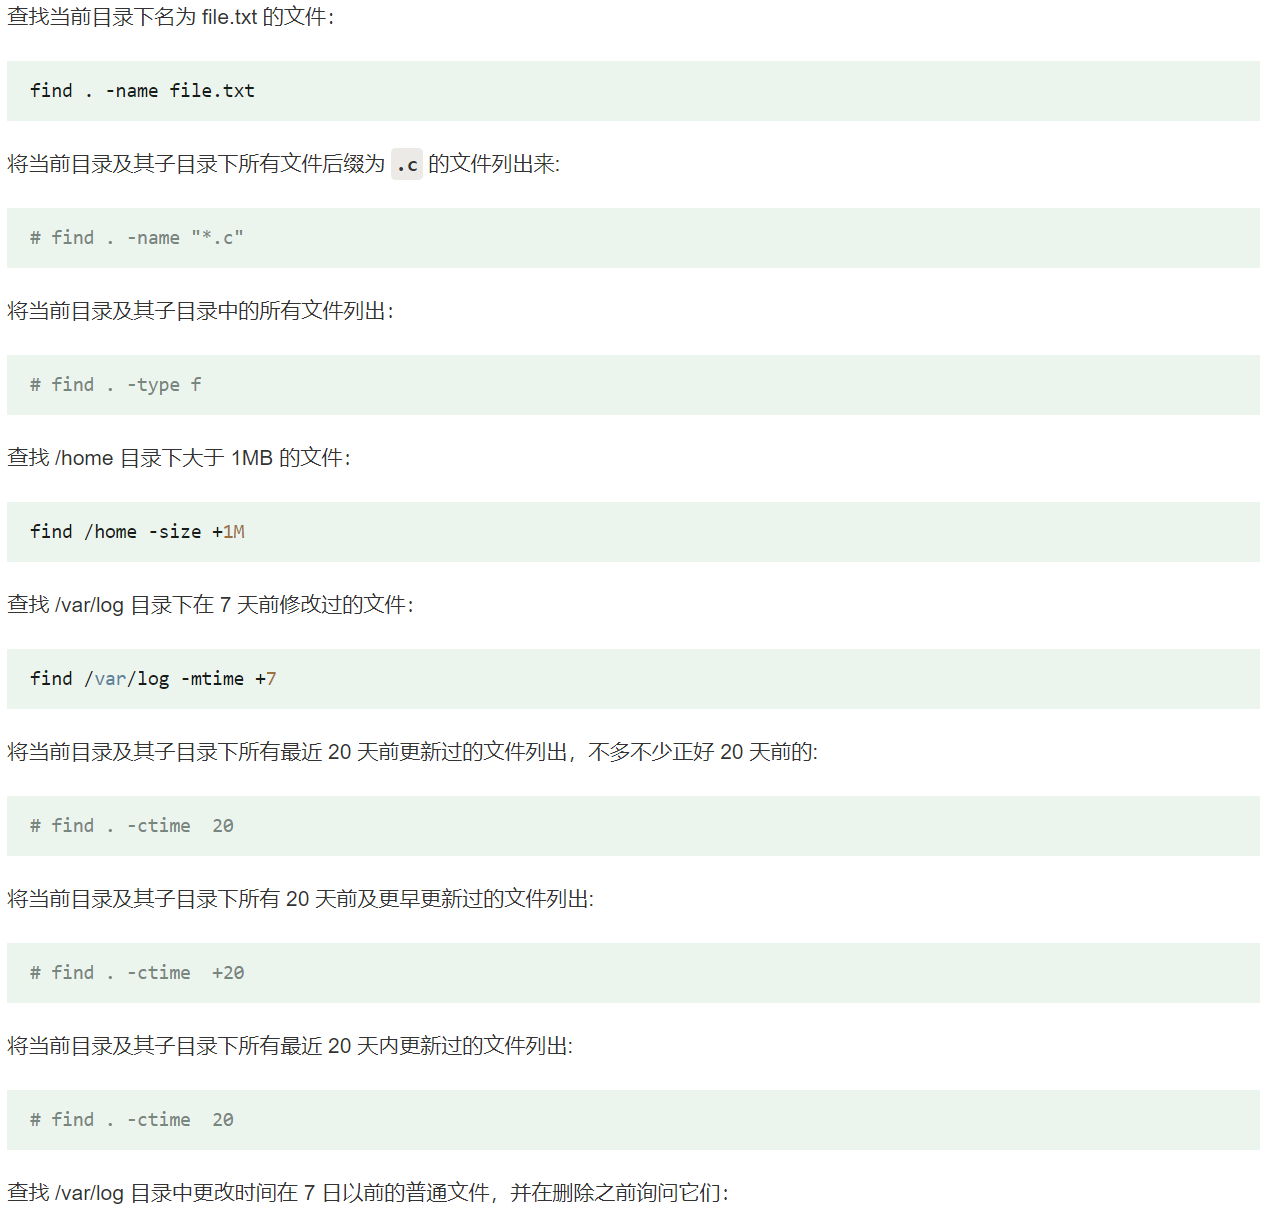 查找当前目录下名为 file.txt 的文件：
find . -name file.txt
将当前目录及其子目录下所有文件后缀为 .c 的文件列出来:
# find . -name "*.c"
将当前目录及其子目录中的所有文件列出：
# find . -type f
查找 /home 目录下大于 1MB 的文件：
find /home -size +1M
查找 /var/log 目录下在 7 天前修改过的文件：
find /var/log -mtime +7
将当前目录及其子目录下所有最近 20 天前更新过的文件列出，不多不少正好 20 天前的:
# find . -ctime  20
将当前目录及其子目录下所有 20 天前及更早更新过的文件列出:
# find . -ctime  +20
将当前目录及其子目录下所有最近 20 天内更新过的文件列出:
# find . -ctime  20
查找 /var/log 目录中更改时间在 7 日以前的普通文件，并在删除之前询问它们：